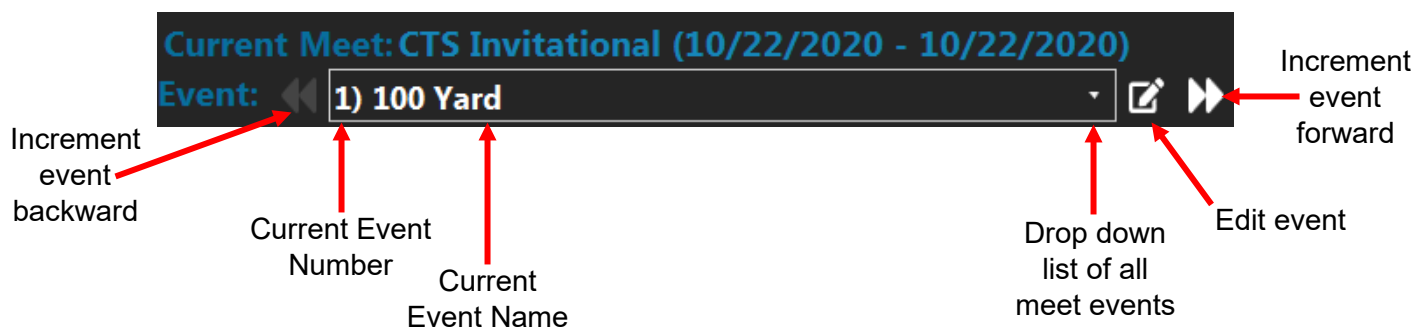 Current Meet: CTS Invitational (10/22/2020 - 10/22/2020)
Event:
1) 100 Yard
Increment
event
forward
Increment
event
backward
Current Event
Number
Current
Event Name
Drop down
list of all
meet events
Edit event